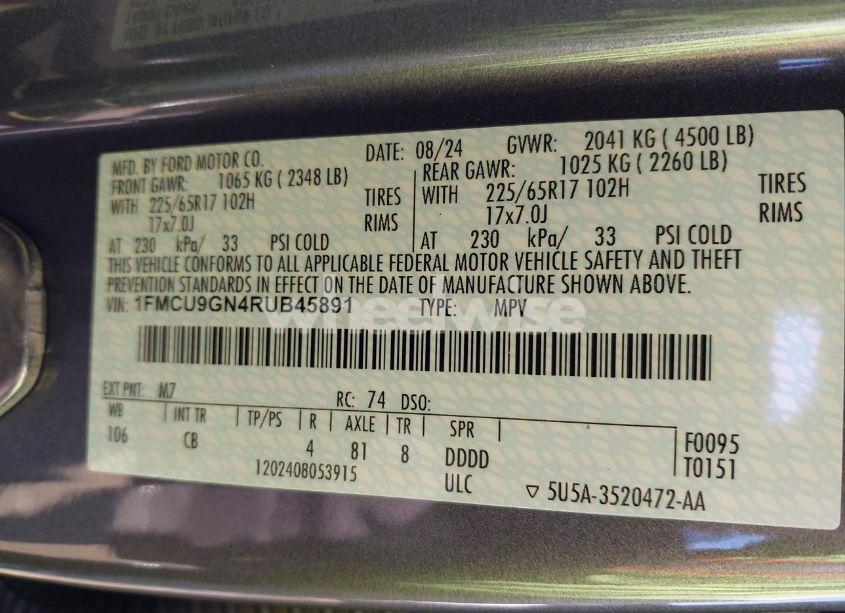 MFD. BY FORD MOTOR CO. DATE: 08/24 GVWR: 2041 KG ( 4500 LB)
FRONT GAWR: 1065 KG ( 2348 LB) REAR GAWR: 1025 KG ( 2260 LB)
WITH 225/65R17 102H TIRES WITH 225/65R17 102H TIRES
17x7.0J RIMS 17x7.0J RIMS
AT 230 kPa/ 33 PSI COLD AT 230 kPa/ 33 PSI COLD
THIS VEHICLE CONFORMS TO ALL APPLICABLE FEDERAL MOTOR VEHICLE SAFETY AND THEFT
PREVENTION STANDARDS IN EFFECT ON THE DATE OF MANUFACTURE SHOWN ABOVE.
VIN: 1FMCU9GN4RUB45891 TYPE: MPV
wheelwise
EXT PNT: M7 RC: 74 DSO:
WB INT TR TP/PS R AXLE TR SPR
106 CB 4 81 8 DDDD
F0095
T0151
1202408053915 ULC 5U5A-3520472-AA